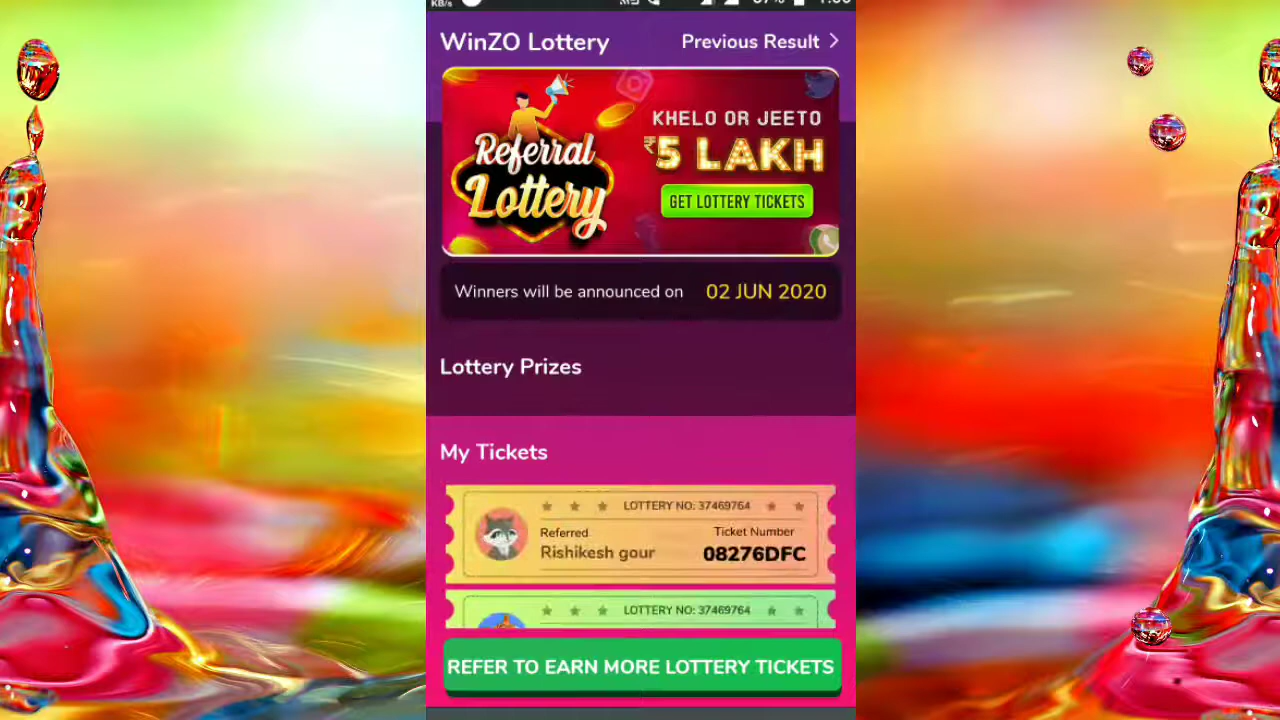 KB/s
WinZO Lottery
Previous Result
Referral
Lottery
KHELO OR JEETO
₹5 LAKH
GET LOTTERY TICKETS
Winners will be announced on 02 JUN 2020
Lottery Prizes
My Tickets
LOTTERY NO: 37469764
Referred
Rishikesh gour
Ticket Number
08276DFC
LOTTERY NO: 37469764
REFER TO EARN MORE LOTTERY TICKETS